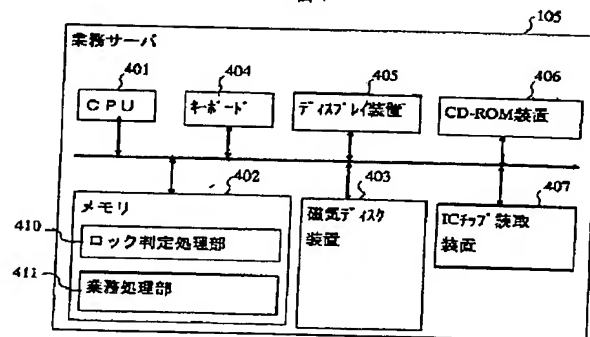 105
業務サーバ
401
404
405
406
CPU
キーボード
ディスプレイ装置
CD-ROM装置
402
403
407
メモリ
磁気ディスク
装置
ICチップ読取
装置
410
ロック判定処理部
411
業務処理部